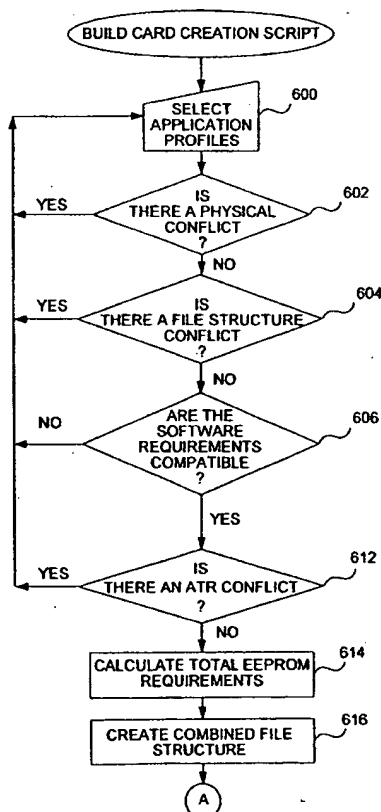 BUILD CARD CREATION SCRIPT
600
SELECT
APPLICATION
PROFILES
602
IS
THERE A PHYSICAL
CONFLICT
?
YES
NO
604
IS
THERE A FILE STRUCTURE
CONFLICT
?
YES
NO
606
ARE THE
SOFTWARE
REQUIREMENTS
COMPATIBLE
?
NO
YES
612
IS
THERE AN ATR CONFLICT
?
YES
NO
CALCULATE TOTAL EEPROM
REQUIREMENTS
614
CREATE COMBINED FILE
STRUCTURE
616
A